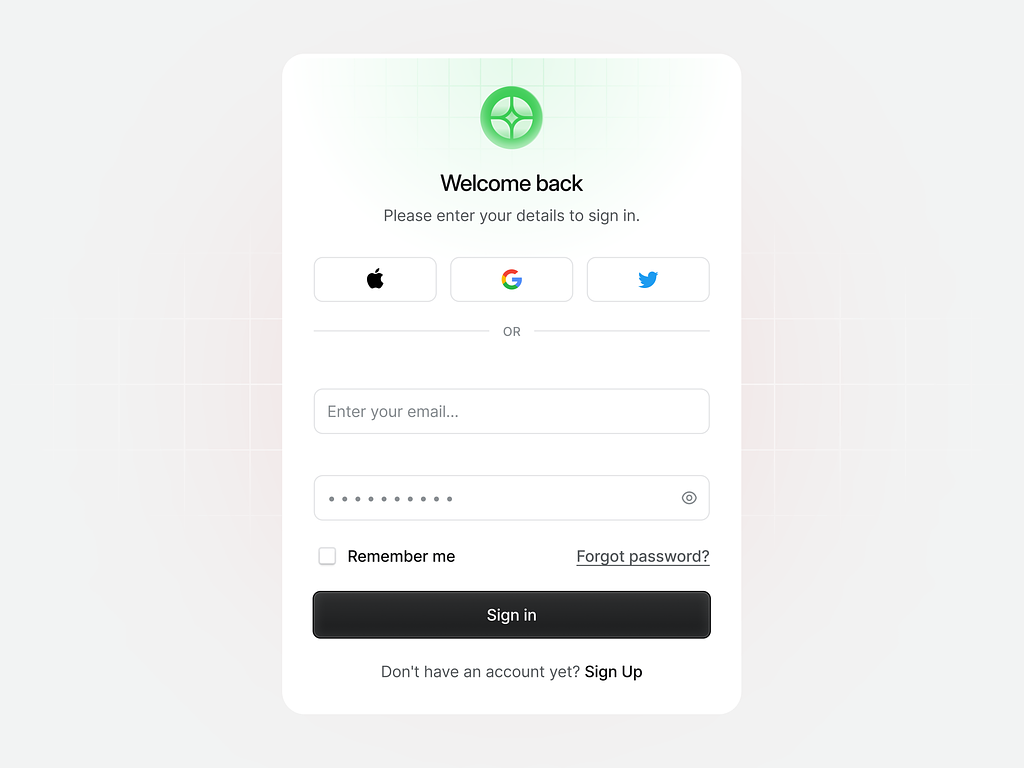 Welcome back
Please enter your details to sign in.
OR
Enter your email...
Remember me
Forgot password?
Sign in
Don't have an account yet? Sign Up